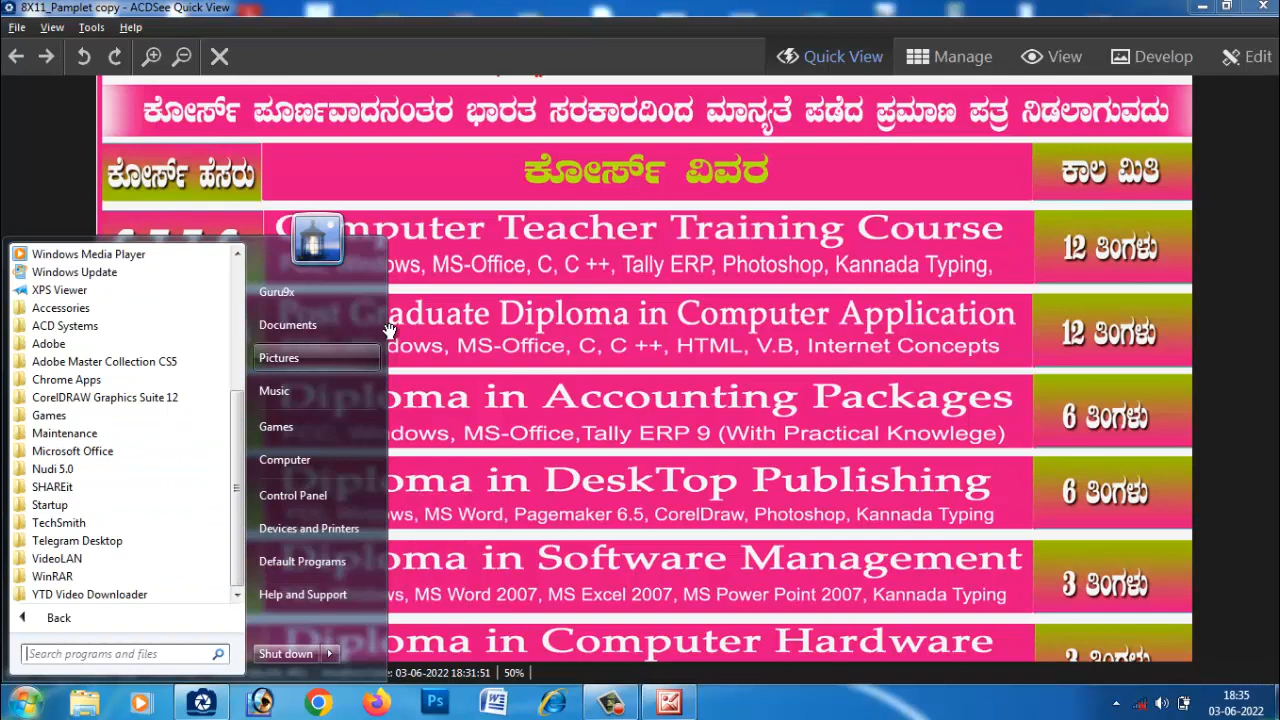 8X11_Pamplet copy - ACDSee Quick View
File View Tools Help
Quick View Manage View Develop Edit
ಕೋರ್ಸ್ ಪೂರ್ಣವಾದನಂತರ ಭಾರತ ಸರಕಾರದಿಂದ ಮಾನ್ಯತೆ ಪಡೆದ ಪ್ರಮಾಣ ಪತ್ರ ನಿಡಲಾಗುವದು
ಕೋರ್ಸ್ ಹೆಸರು ಕೋರ್ಸ್ ವಿವರ ಕಾಲ ಮಿತಿ
Computer Teacher Training Course
12 ತಿಂಗಳು
ows, MS-Office, C, C ++, Tally ERP, Photoshop, Kannada Typing,
Graduate Diploma in Computer Application
12 ತಿಂಗಳು
dows, MS-Office, C, C ++, HTML, V.B, Internet Concepts
Diploma in Accounting Packages
6 ತಿಂಗಳು
Windows, MS-Office,Tally ERP 9 (With Practical Knowlege)
Diploma in DeskTop Publishing
6 ತಿಂಗಳು
ws, MS Word, Pagemaker 6.5, CorelDraw, Photoshop, Kannada Typing
Diploma in Software Management
3 ತಿಂಗಳು
ws, MS Word 2007, MS Excel 2007, MS Power Point 2007, Kannada Typing
Diploma in Computer Hardware
3 ತಿಂಗಳು
Windows Media Player
Windows Update
XPS Viewer
Accessories
ACD Systems
Adobe
Adobe Master Collection CS5
Chrome Apps
CorelDRAW Graphics Suite 12
Games
Maintenance
Microsoft Office
Nudi 5.0
SHAREit
Startup
TechSmith
Telegram Desktop
VideoLAN
WinRAR
YTD Video Downloader
Back
Search programs and files
Guru9x
Documents
Pictures
Music
Games
Computer
Control Panel
Devices and Printers
Default Programs
Help and Support
Shut down
: 03-06-2022 18:31:51 50%
18:35
03-06-2022